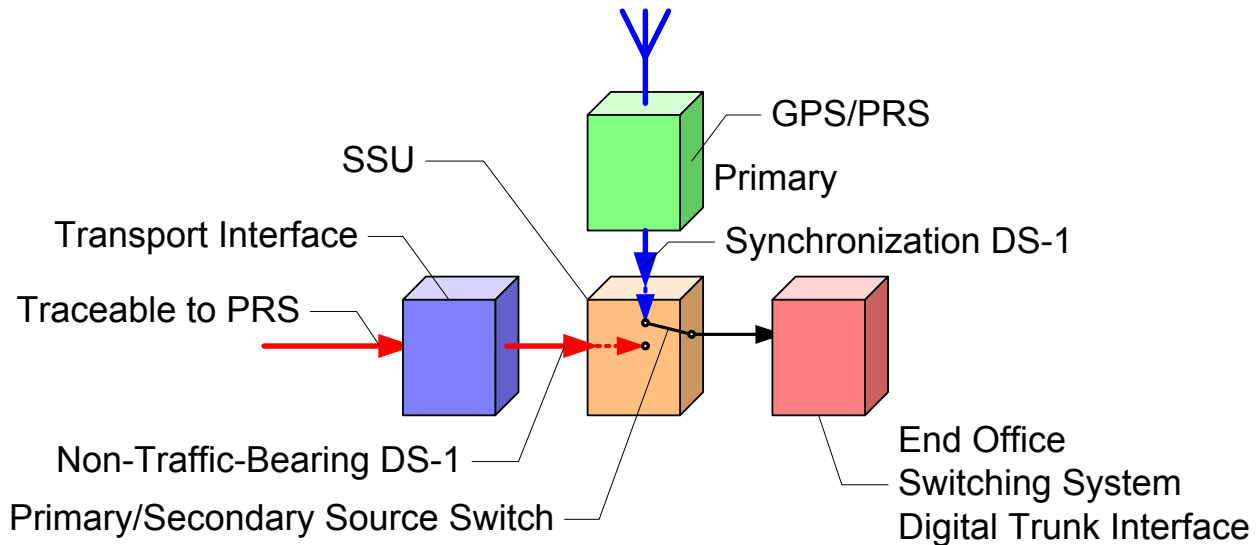 GPS/PRS
SSU
Primary
Transport Interface
Synchronization DS-1
Traceable to PRS
End Office
Non-Traffic-Bearing DS-1
Switching System
Primary/Secondary Source Switch
Digital Trunk Interface